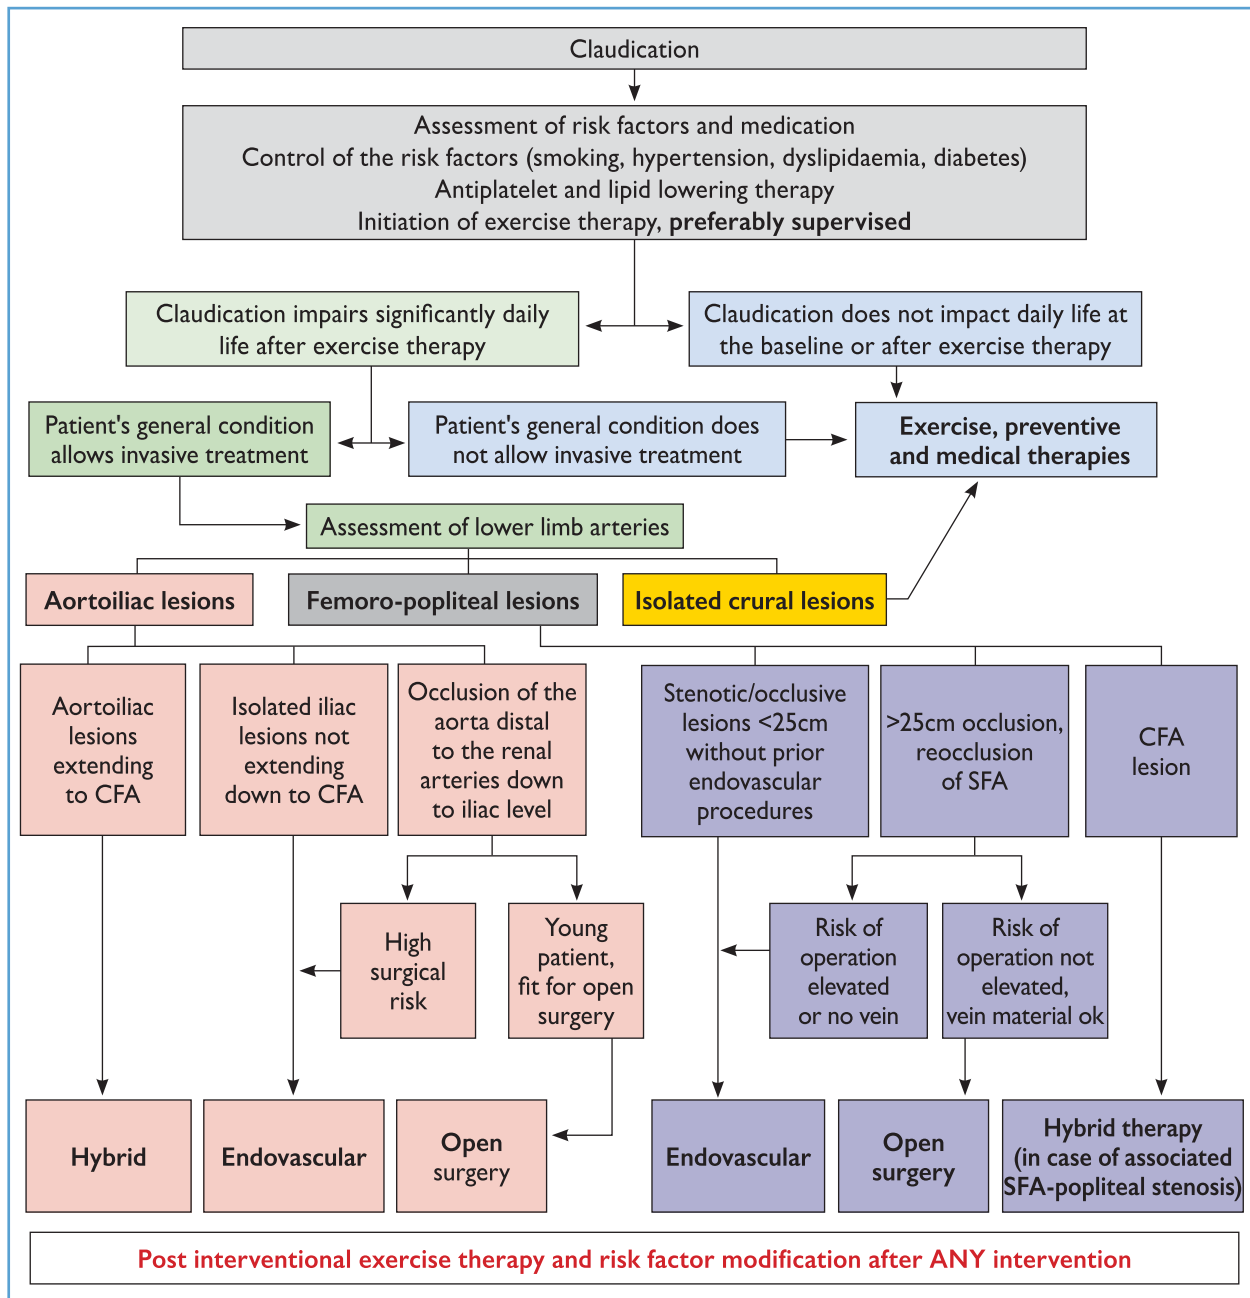 Claudication
Assessment of risk factors and medication
Control of the risk factors (smoking, hypertension, dyslipidaemia, diabetes)
Antiplatelet and lipid lowering therapy
Initiation of exercise therapy, preferably supervised
Claudication impairs significantly daily
life after exercise therapy
Claudication does not impact daily life at
the baseline or after exercise therapy
Patient's general condition
allows invasive treatment
Patient's general condition does
not allow invasive treatment
Exercise, preventive
and medical therapies
Assessment of lower limb arteries
Aortoiliac lesions
Femoro-popliteal lesions
Isolated crural lesions
Aortoiliac
lesions
extending
to CFA
Isolated iliac
lesions not
extending
down to CFA
Occlusion of the
aorta distal
to the renal
arteries down
to iliac level
Stenotic/occlusive
lesions <25cm
without prior
endovascular
procedures
>25cm occlusion,
reocclusion
of SFA
CFA
lesion
High
surgical
risk
Young
patient,
fit for open
surgery
Risk of
operation
elevated
or no vein
Risk of
operation not
elevated,
vein material ok
Hybrid
Endovascular
Open
surgery
Endovascular
Open
surgery
Hybrid therapy
(in case of associated
SFA-popliteal stenosis)
Post interventional exercise therapy and risk factor modification after ANY intervention